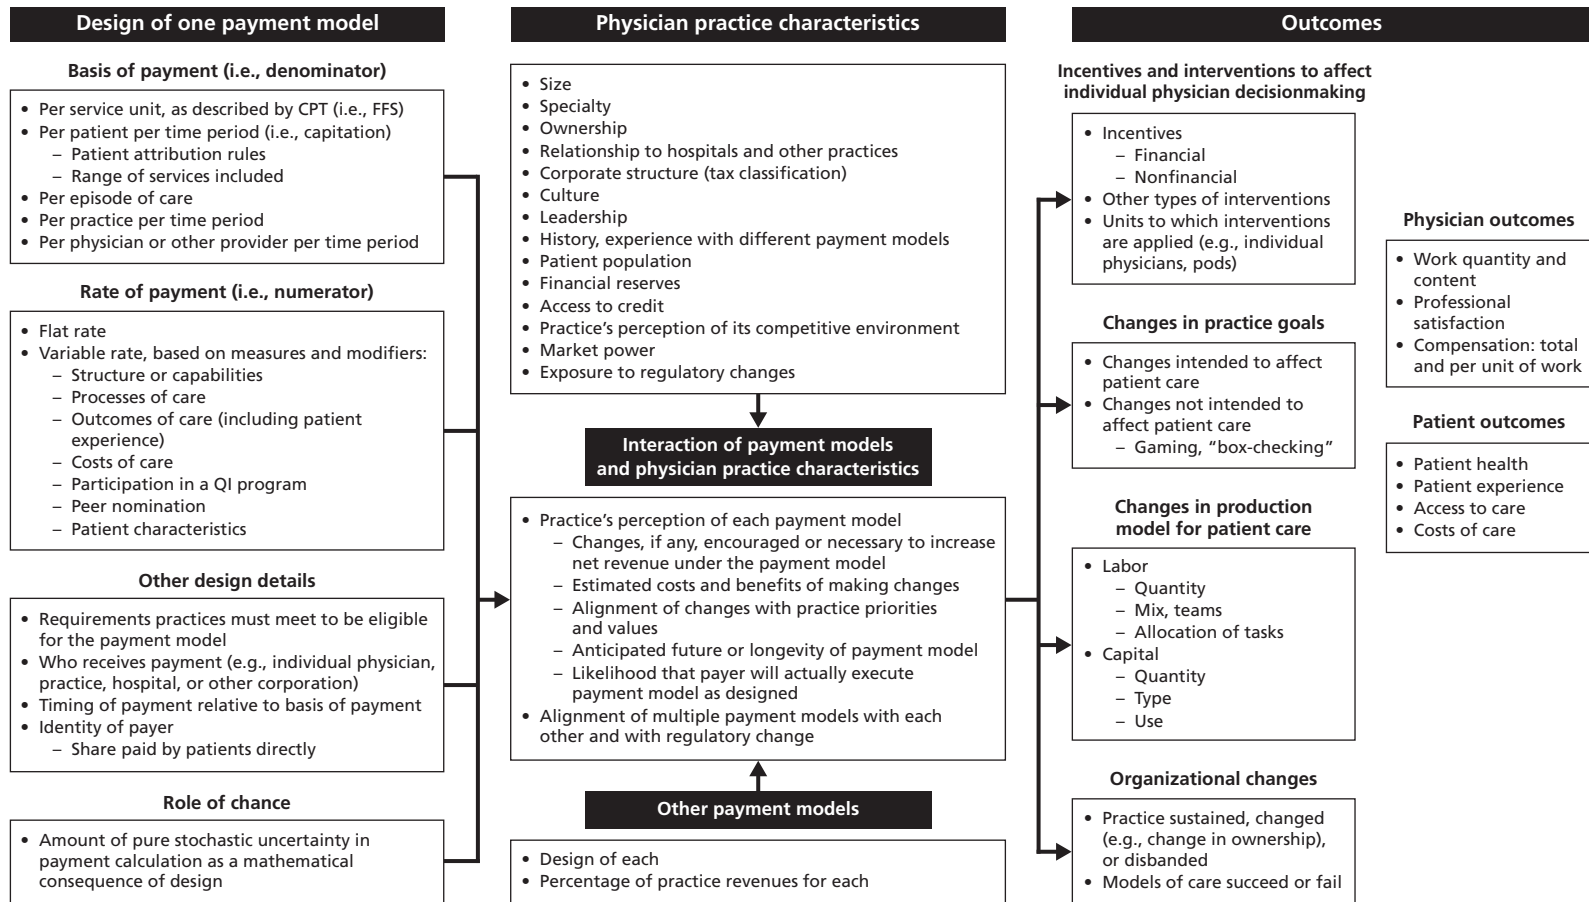 Design of one payment model
Basis of payment (i.e., denominator)
• Per service unit, as described by CPT (i.e., FFS)
• Per patient per time period (i.e., capitation)
– Patient attribution rules
– Range of services included
• Per episode of care
• Per practice per time period
• Per physician or other provider per time period
Rate of payment (i.e., numerator)
• Flat rate
• Variable rate, based on measures and modifiers:
– Structure or capabilities
– Processes of care
– Outcomes of care (including patient
experience)
– Costs of care
– Participation in a QI program
– Peer nomination
– Patient characteristics
Other design details
• Requirements practices must meet to be eligible
for the payment model
• Who receives payment (e.g., individual physician,
practice, hospital, or other corporation)
• Timing of payment relative to basis of payment
• Identity of payer
– Share paid by patients directly
Role of chance
• Amount of pure stochastic uncertainty in
payment calculation as a mathematical
consequence of design
Physician practice characteristics
• Size
• Specialty
• Ownership
• Relationship to hospitals and other practices
• Corporate structure (tax classification)
• Culture
• Leadership
• History, experience with different payment models
• Patient population
• Financial reserves
• Access to credit
• Practice’s perception of its competitive environment
• Market power
• Exposure to regulatory changes
Interaction of payment models
and physician practice characteristics
• Practice’s perception of each payment model
– Changes, if any, encouraged or necessary to increase
net revenue under the payment model
– Estimated costs and benefits of making changes
– Alignment of changes with practice priorities
and values
– Anticipated future or longevity of payment model
– Likelihood that payer will actually execute
payment model as designed
• Alignment of multiple payment models with each
other and with regulatory change
Other payment models
• Design of each
• Percentage of practice revenues for each
Outcomes
Incentives and interventions to affect
individual physician decisionmaking
• Incentives
– Financial
– Nonfinancial
• Other types of interventions
• Units to which interventions
are applied (e.g., individual
physicians, pods)
Changes in practice goals
• Changes intended to affect
patient care
• Changes not intended to
affect patient care
– Gaming, “box-checking”
Changes in production
model for patient care
• Labor
– Quantity
– Mix, teams
– Allocation of tasks
• Capital
– Quantity
– Type
– Use
Organizational changes
• Practice sustained, changed
(e.g., change in ownership),
or disbanded
• Models of care succeed or fail
Physician outcomes
• Work quantity and
content
• Professional
satisfaction
• Compensation: total
and per unit of work
Patient outcomes
• Patient health
• Patient experience
• Access to care
• Costs of care